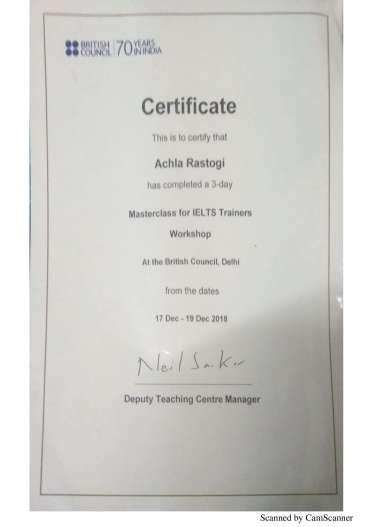 BRITISH COUNCIL 70 YEARS IN INDIA
Certificate
This is to certify that
Achla Rastogi
has completed a 3-day
Masterclass for IELTS Trainers
Workshop
At the British Council, Delhi
from the dates
17 Dec - 19 Dec 2018
Neil
Deputy Teaching Centre Manager
Scanned by CamScanner